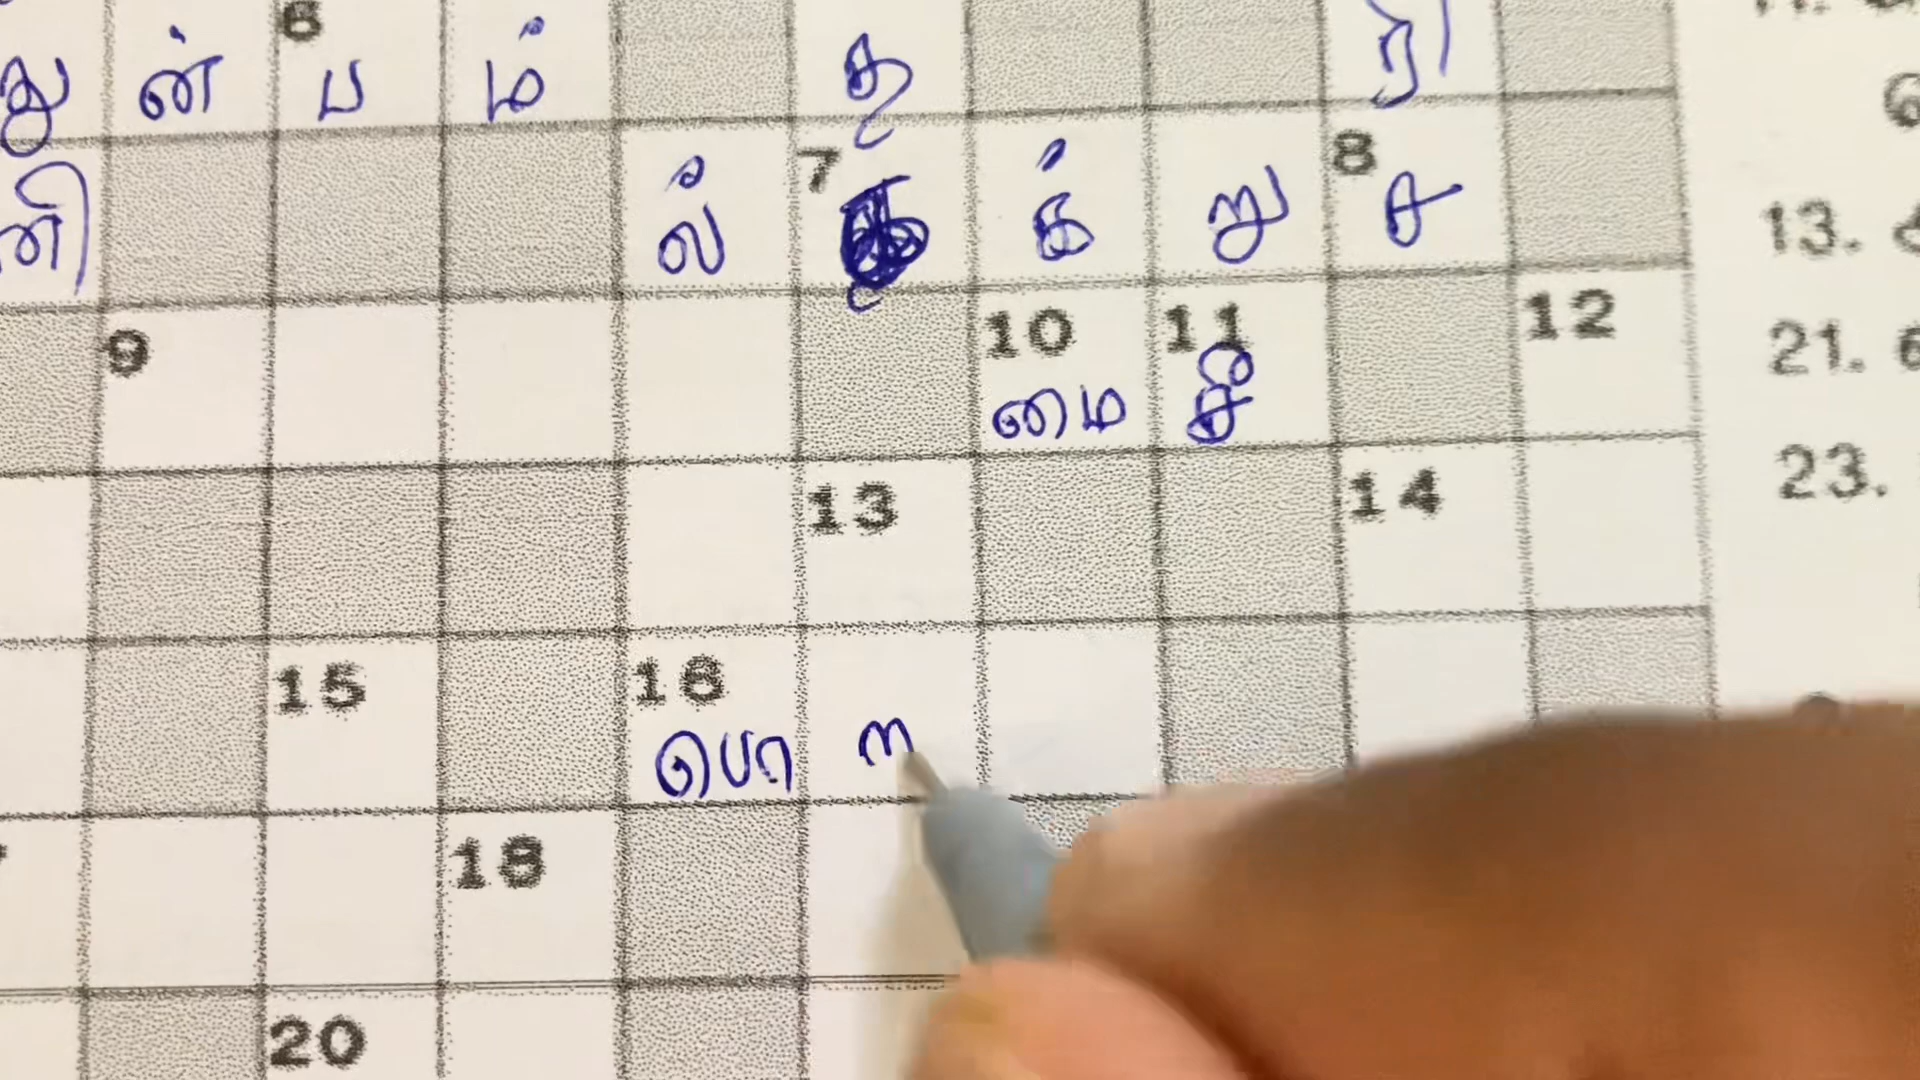 6
து ன் ப ம் த ரி
7 8
னி ல் க் று ச
13.
9 10 11 12
மை சீ
21.
13 14
23.
15 16
பொ ற
18
20